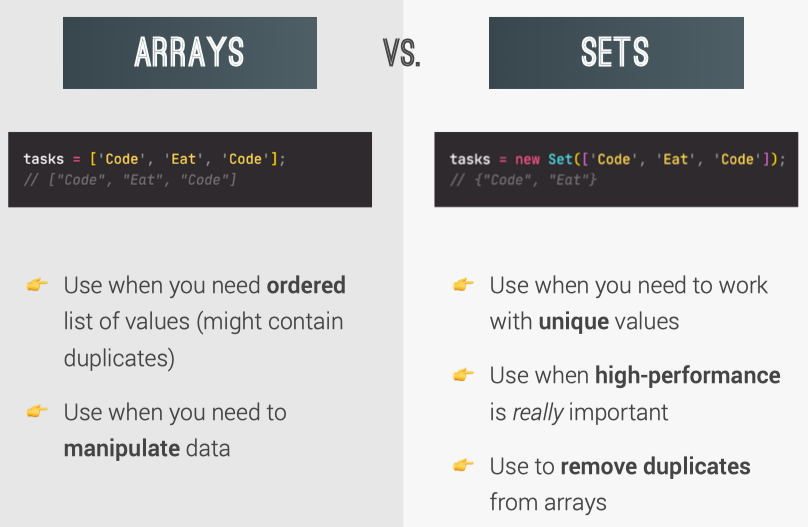 ARRAYS
VS.
SETS
tasks = ['Code', 'Eat', 'Code'];
// ["Code", "Eat", "Code"]
Use when you need ordered
list of values (might contain
duplicates)
Use when you need to
manipulate data
tasks = new Set(['Code', 'Eat', 'Code']);
// {"Code", "Eat"}
Use when you need to work
with unique values
Use when high-performance
is really important
Use to remove duplicates
from arrays